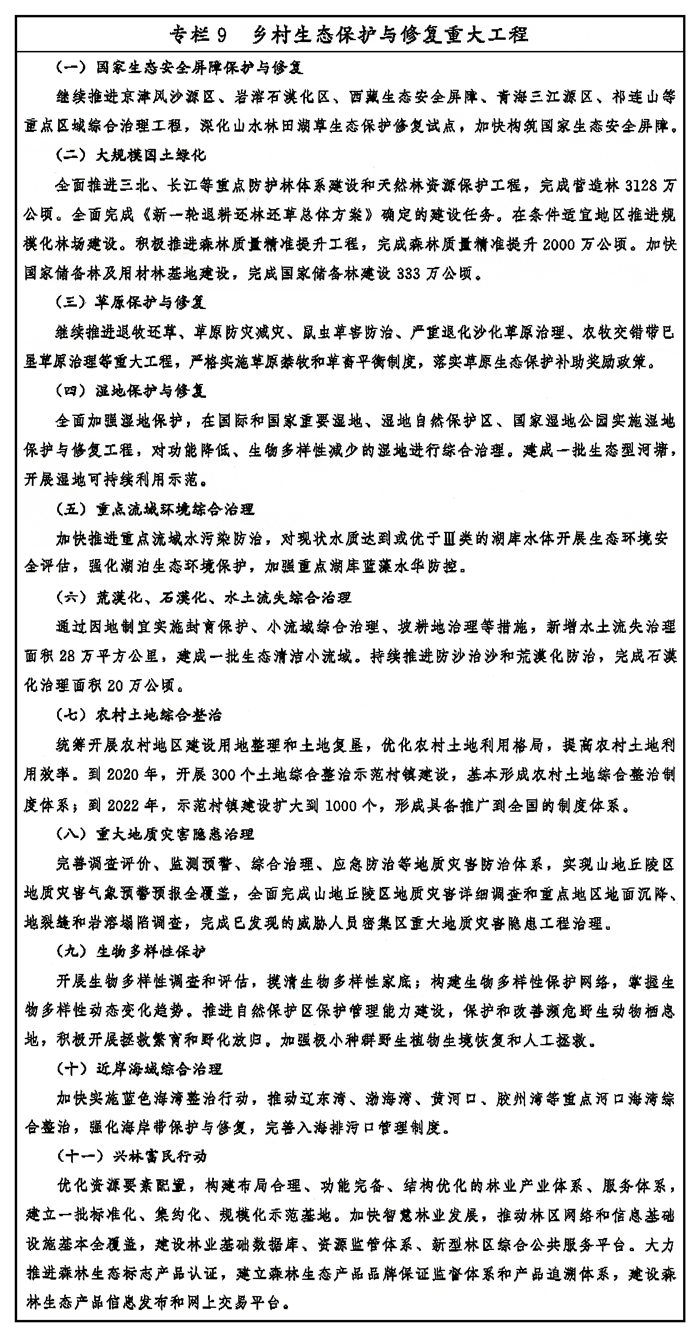 专栏9 乡村生态保护与修复重大工程
（一）国家生态安全屏障保护与修复
继续推进京津风沙源区、岩溶石漠化区、西藏生态安全屏障、青海三江源区、祁连山等
重点区域综合治理工程，深化山水林田湖草生态保护修复试点，加快构筑国家生态安全屏障。
（二）大规模国土绿化
全面推进三北、长江等重点防护林体系建设和天然林资源保护工程，完成营造林3128万
公顷。全面完成《新一轮退耕还林还草总体方案》确定的建设任务。在条件适宜地区推进规
模化林场建设。积极推进森林质量精准提升工程，完成森林质量精准提升2000万公顷。加快
国家储备林及用材林基地建设，完成国家储备林建设333万公顷。
（三）草原保护与修复
继续推进退牧还草、草原防灾减灾、鼠虫草害防治、严重退化沙化草原治理、农牧交错带已
垦草原治理等重大工程，严格实施草原禁牧和草畜平衡制度，落实草原生态保护补助奖励政策。
（四）湿地保护与修复
全面加强湿地保护，在国际和国家重要湿地、湿地自然保护区、国家湿地公园实施湿地
保护与修复工程，对功能降低、生物多样性减少的湿地进行综合治理。建成一批生态型河塘，
开展湿地可持续利用示范。
（五）重点流域环境综合治理
加快推进重点流域水污染防治，对现状水质达到或优于Ⅲ类的湖库水体开展生态环境安
全评估，强化湖泊生态环境保护，加强重点湖库蓝藻水华防控。
（六）荒漠化、石漠化、水土流失综合治理
通过因地制宜实施封育保护、小流域综合治理、坡耕地治理等措施，新增水土流失治理
面积28万平方公里，建成一批生态清洁小流域。持续推进防沙治沙和荒漠化防治，完成石漠
化治理面积20万公顷。
（七）农村土地综合整治
统筹开展农村地区建设用地整理和土地复垦，优化农村土地利用格局，提高农村土地利
用效率。到2020年，开展300个土地综合整治示范村镇建设，基本形成农村土地综合整治制
度体系；到2022年，示范村镇建设扩大到1000个，形成具备推广到全国的制度体系。
（八）重大地质灾害隐患治理
完善调查评价、监测预警、综合治理、应急防治等地质灾害防治体系，实现山地丘陵区
地质灾害气象预警预报全覆盖，全面完成山地丘陵区地质灾害详细调查和重点地区地面沉降、
地裂缝和岩溶塌陷调查，完成已发现的威胁人员密集区重大地质灾害隐患工程治理。
（九）生物多样性保护
开展生物多样性调查和评估，摸清生物多样性家底；构建生物多样性保护网络，掌握生
物多样性动态变化趋势。推进自然保护区保护管理能力建设，保护和改善濒危野生动物栖息
地，积极开展拯救繁育和野化放归。加强极小种群野生植物生境恢复和人工拯救。
（十）近岸海域综合治理
加快实施蓝色海湾整治行动，推动辽东湾、渤海湾、黄河口、胶州湾等重点河口海湾综
合整治，强化海岸带保护与修复，完善入海排污口管理制度。
（十一）兴林富民行动
优化资源要素配置，构建布局合理、功能完备、结构优化的林业产业体系、服务体系，
建立一批标准化、集约化、规模化示范基地。加快智慧林业发展，推动林区网络和信息基础
设施基本全覆盖，建设林业基础数据库、资源监管体系、新型林区综合公共服务平台。大力
推进森林生态标志产品认证，建立森林生态产品品牌保证监督体系和产品追溯体系，建设森
林生态产品信息发布和网上交易平台。